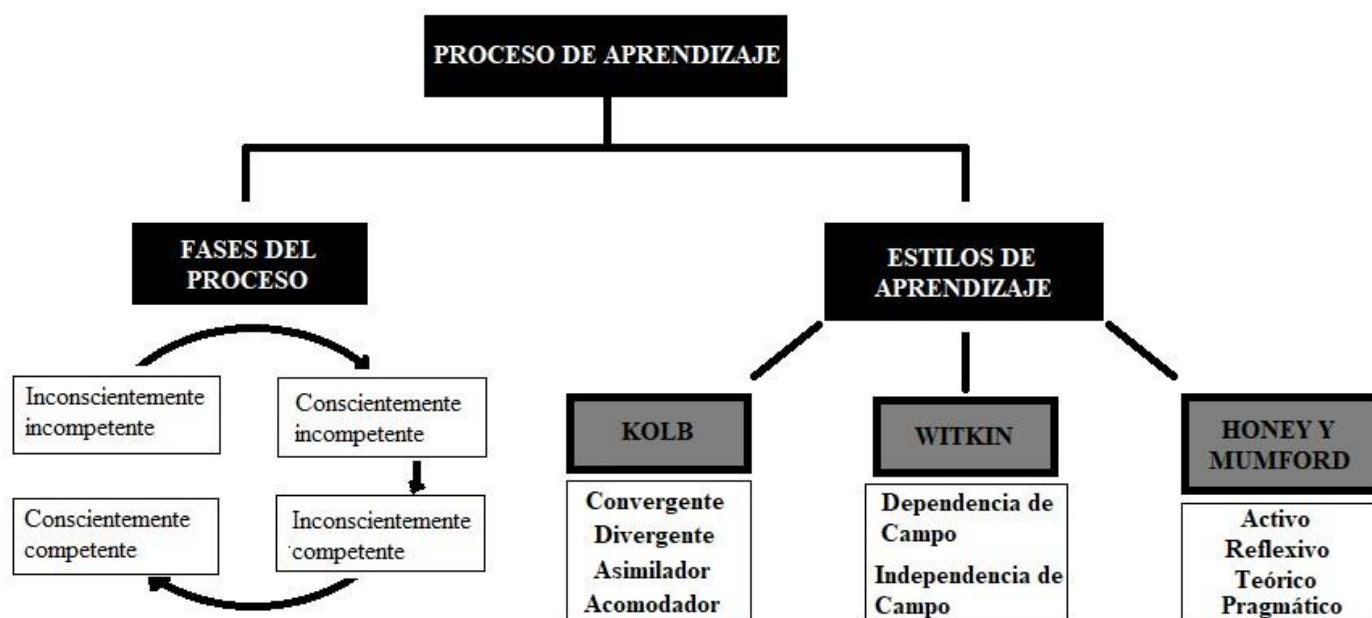 PROCESO DE APRENDIZAJE
FASES DEL
PROCESO
Inconscientemente
incompetente
Conscientemente
incompetente
Conscientemente
competente
Inconscientemente
competente
ESTILOS DE
APRENDIZAJE
KOLB
Convergente
Divergente
Asimilador
Acomodador
WITKIN
Dependencia de
Campo
Independencia de
Campo
HONEY Y
MUMFORD
Activo
Reflexivo
Teórico
Pragmático